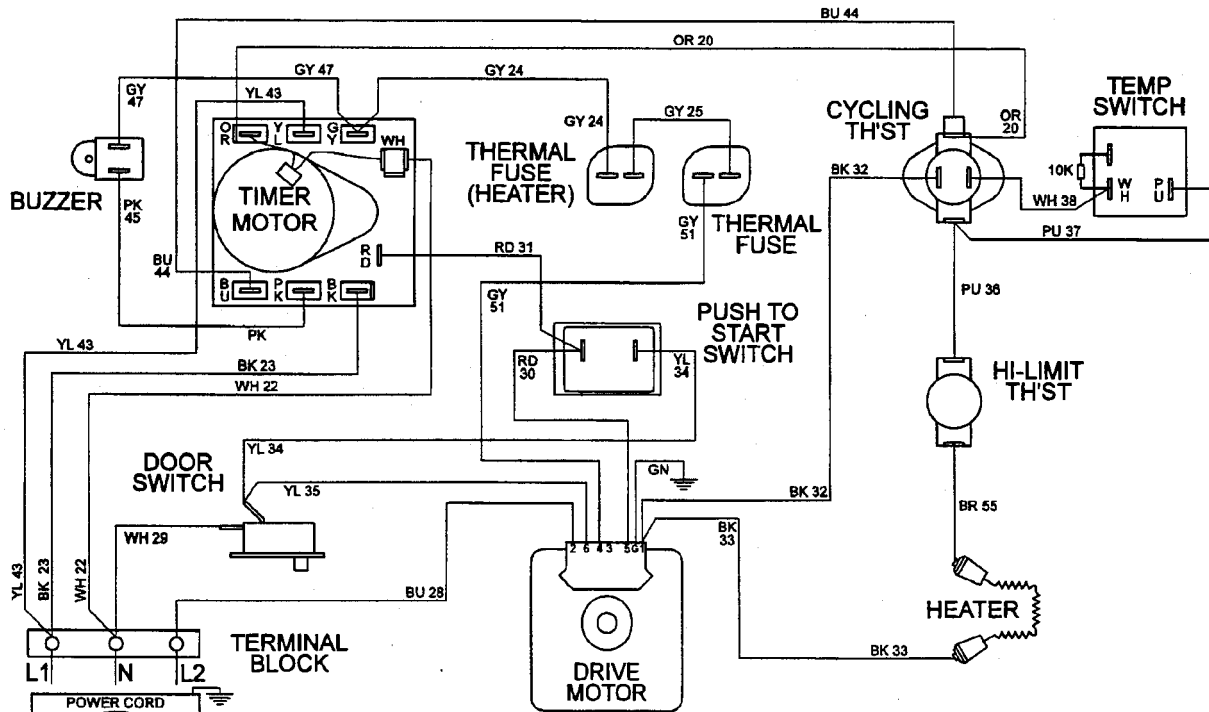 BU 44
OR 20
GY 47
GY 24
GY
47
YL 43
OR
YL
GY
WH
GY 24
GY 25
CYCLING
TH'ST
OR
20
TEMP
SWITCH
BUZZER
TIMER
MOTOR
THERMAL
FUSE
(HEATER)
THERMAL
FUSE
BK 32
10K
WH
PU
WH 38
PU 37
PK
45
BU
44
RD
RD 31
GY
51
GY
51
BU
PK
BK
PK
YL 43
BK 23
WH 22
PUSH TO
START
SWITCH
RD
30
YL
34
PU 36
HI-LIMIT
TH'ST
DOOR
SWITCH
YL 34
YL 35
GN
BK 32
BR 55
WH 29
BK
33
2 6 4 3 5 G 1
YL 43
BK 23
WH 22
BU 28
HEATER
TERMINAL
BLOCK
DRIVE
MOTOR
BK 33
L1 N L2
POWER CORD